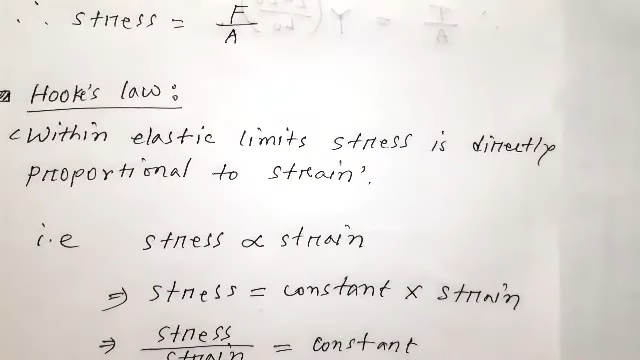 ∴ stress = F/A
Hooke's law:
'Within elastic limits stress is directly
proportional to strain'.
i.e stress ∝ strain
⇒ stress = constant × strain
⇒ stress/strain = constant